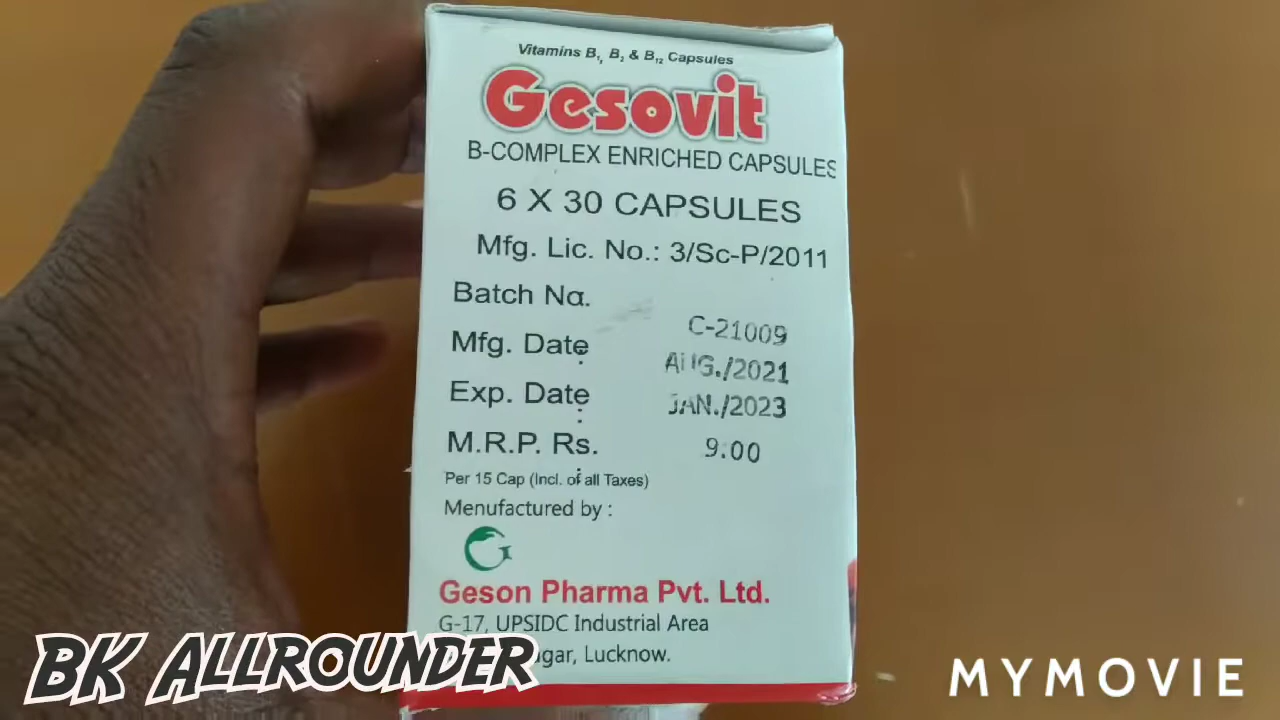 Vitamins B₁, B₂ & B₁₂ Capsules
Gesovit
B-COMPLEX ENRICHED CAPSULES
6 X 30 CAPSULES
Mfg. Lic. No.: 3/Sc-P/2011
Batch No. C-21009
Mfg. Date : AUG./2021
Exp. Date : JAN./2023
M.R.P. Rs. : 9.00
Per 15 Cap (Incl. of all Taxes)
Menufactured by :
Geson Pharma Pvt. Ltd.
G-17, UPSIDC Industrial Area
Lucknow.
BK ALLROUNDER
MYMOVIE